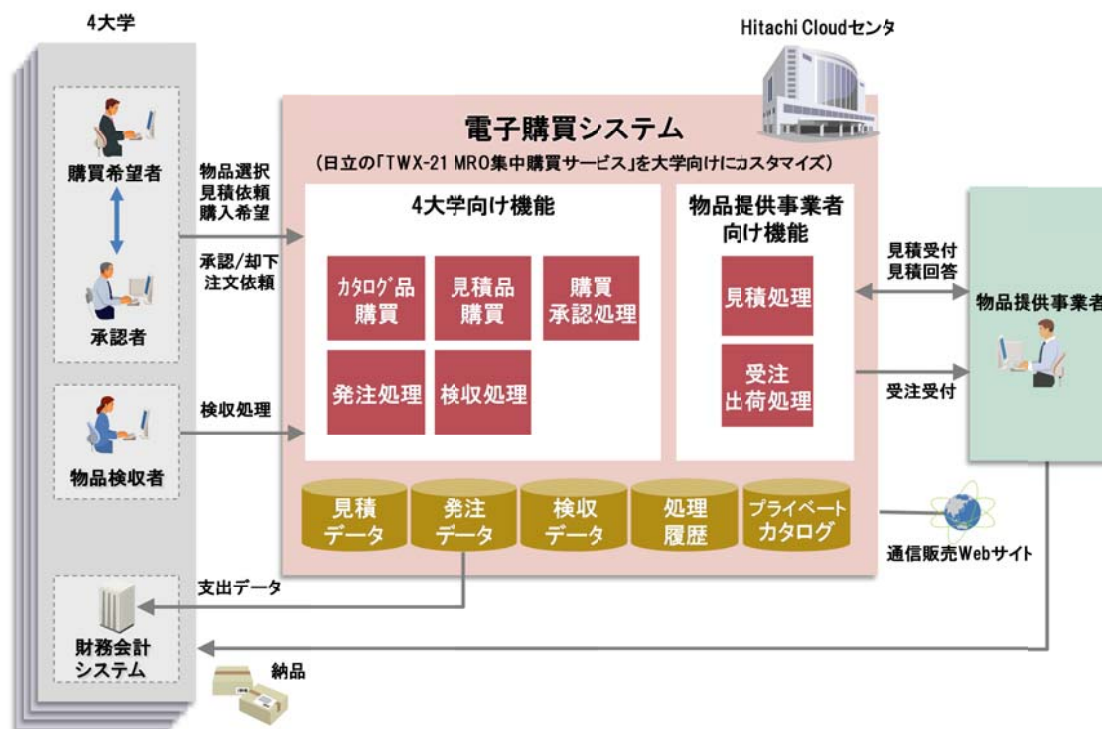 4大学
Hitachi Cloudセンタ
電子購買システム
(日立の「TWX-21 MRO集中購買サービス」を大学向けにカスタマイズ)
購買希望者
承認者
物品選択
見積依頼
購入希望
承認/却下
注文依頼
4大学向け機能
カタログ品
購買
見積品
購買
購買
承認処理
発注処理
検収処理
物品提供事業者
向け機能
見積処理
受注
出荷処理
見積受付
見積回答
受注受付
物品提供事業者
検収処理
物品検収者
見積
データ
発注
データ
検収
データ
処理
履歴
プライベート
カタログ
通信販売Webサイト
支出データ
財務会計
システム
納品